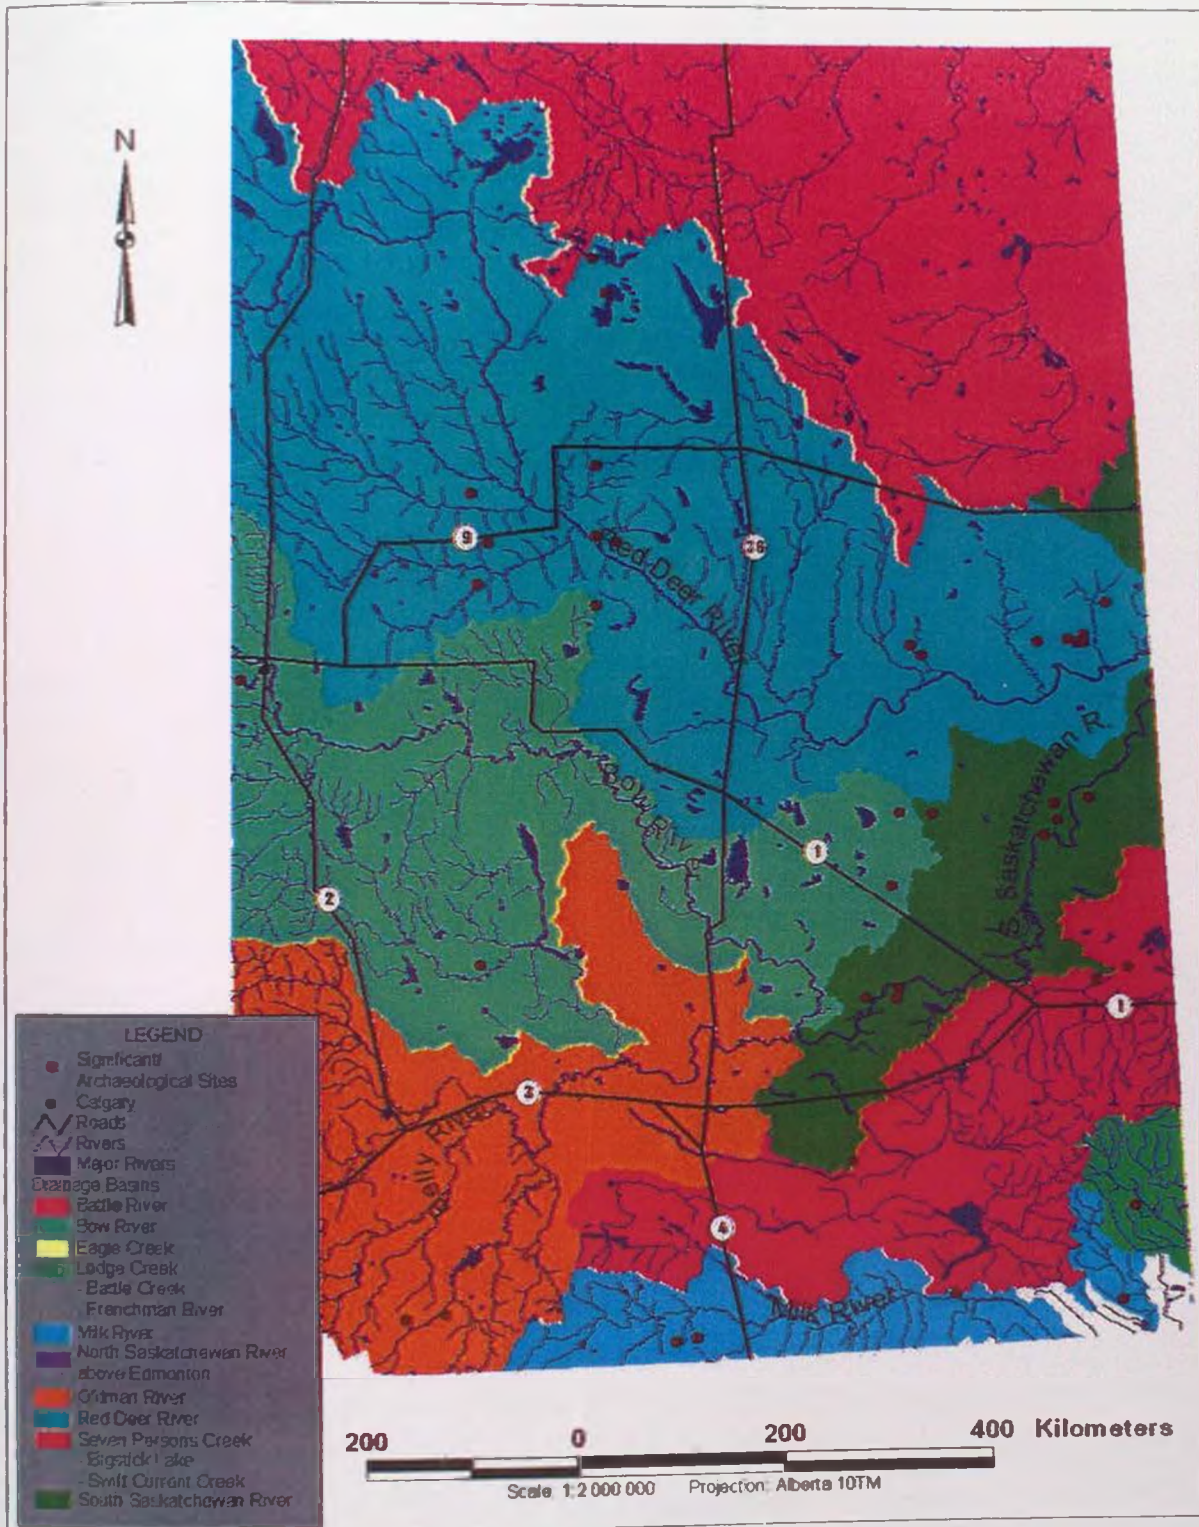 N
9
Red Deer River
36
S. Saskatchewan R.
Bow River
1
2
1
3
Belly River
4
Milk River
LEGEND
Significant
Archaeological Sites
Calgary
Roads
Rivers
Major Rivers
Drainage Basins
Battle River
Bow River
Eagle Creek
Lodge Creek
- Battle Creek
- Frenchman River
Milk River
North Saskatchewan River
above Edmonton
Oldman River
Red Deer River
Seven Persons Creek
- Bigstick Lake
- Swift Current Creek
South Saskatchewan River
200 0 200 400 Kilometers
Scale 1:2 000 000 Projection: Alberta 10TM